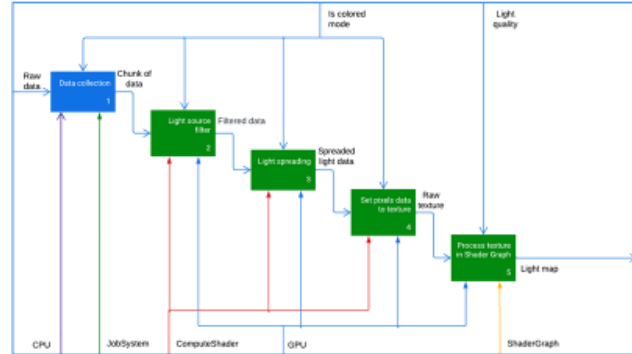 Is colored
mode
Light
quality
Raw
data
Data collection
1
Chunk of
data
Light source
filter
2
Filtered data
Light spreading
3
Spreaded
light data
Set pixels data
to texture
4
Raw
texture
Process texture
in Shader Graph
5
Light map
CPU
JobSystem
ComputeShader
GPU
ShaderGraph